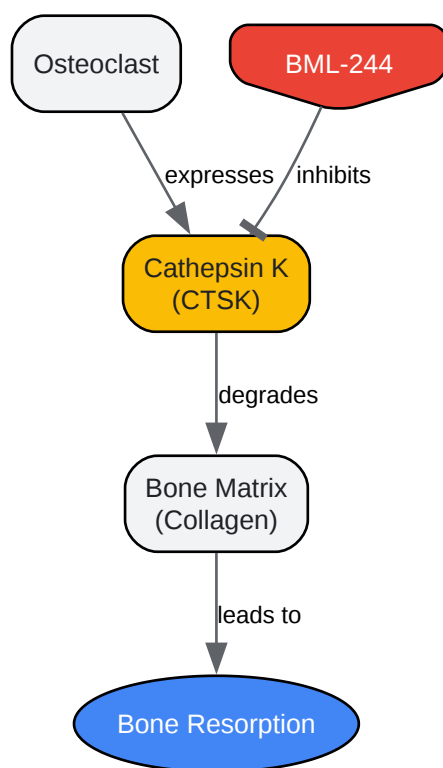 Osteoclast
BML-244
expresses
inhibits
Cathepsin K
(CTSK)
degrades
Bone Matrix
(Collagen)
leads to
Bone Resorption